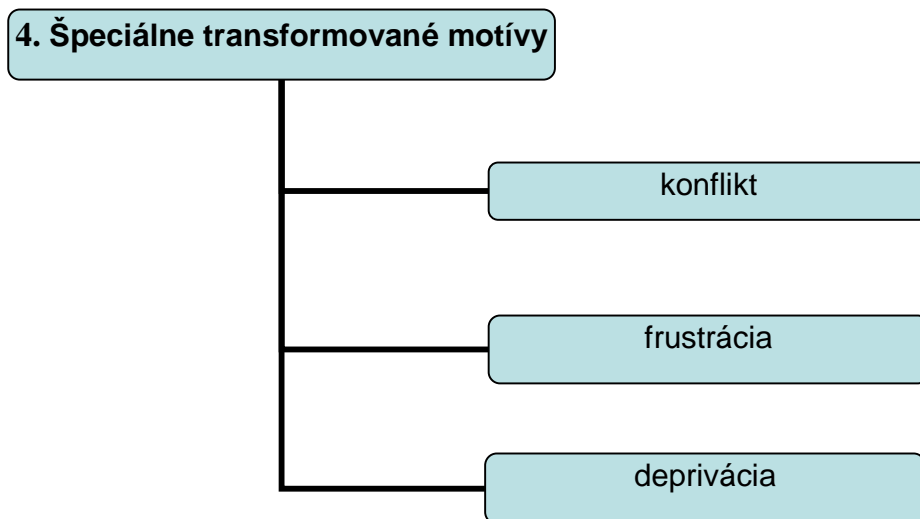 4. Špeciálne transformované motívy
konflikt
frustrácia
deprivácia